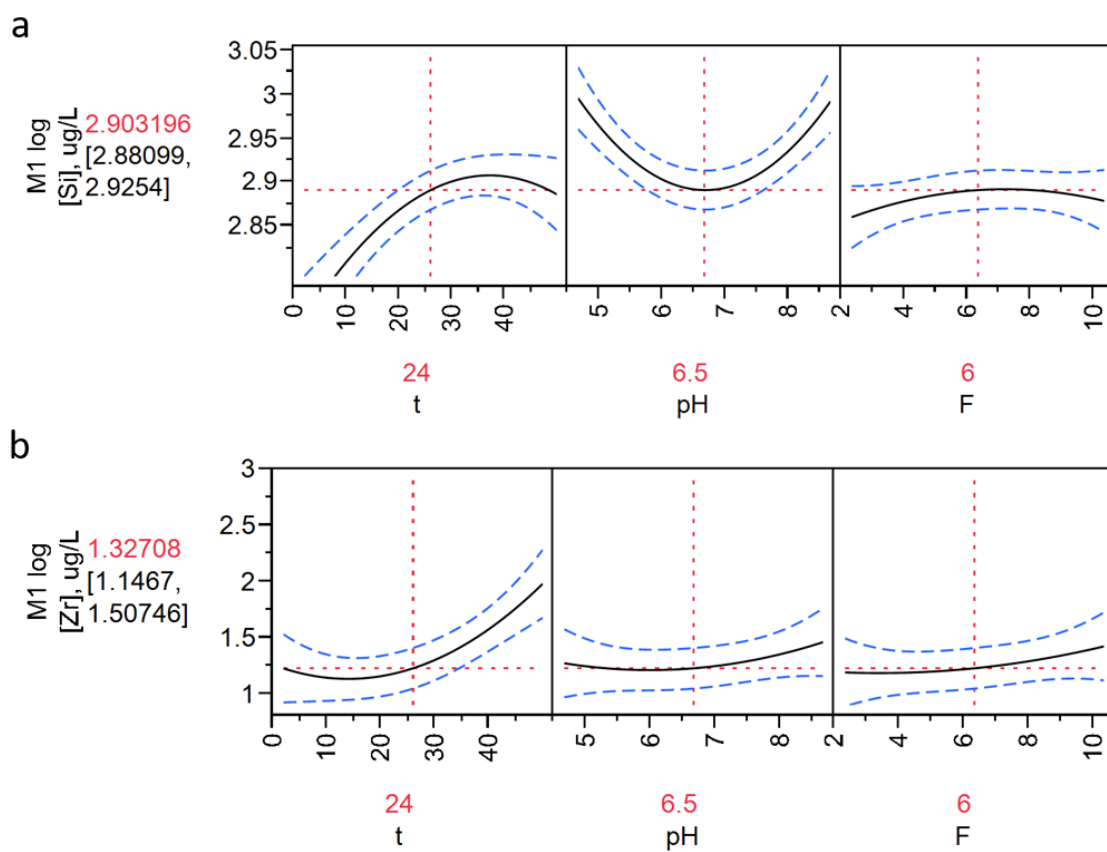 a
M1 log
[Si], ug/L
2.903196
[2.88099,
2.9254]
3.05
3
2.95
2.9
2.85
0 10 20 30 40
5 6 7 8
2 4 6 8 10
24 6.5 6
t pH F
b
M1 log
[Zr], ug/L
1.32708
[1.1467,
1.50746]
3
2.5
2
1.5
1
0 10 20 30 40
5 6 7 8
2 4 6 8 10
24 6.5 6
t pH F